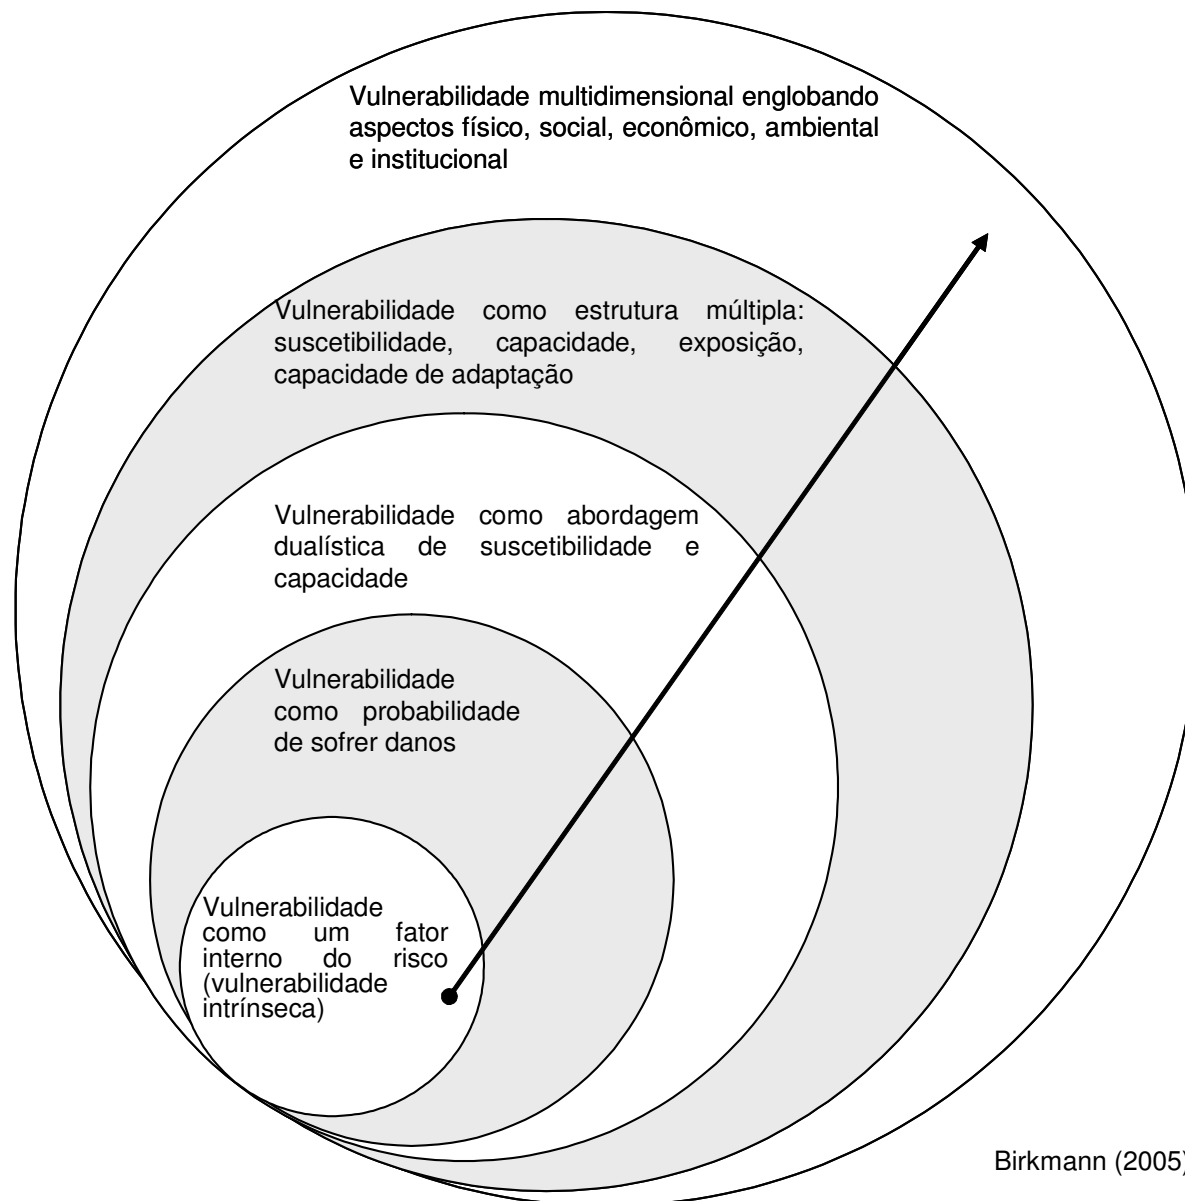 Vulnerabilidade multidimensional englobando
aspectos físico, social, econômico, ambiental
e institucional
Vulnerabilidade como estrutura múltipla:
suscetibilidade, capacidade, exposição,
capacidade de adaptação
Vulnerabilidade como abordagem
dualística de suscetibilidade e
capacidade
Vulnerabilidade
como probabilidade
de sofrer danos
Vulnerabilidade
como um fator
interno do risco
(vulnerabilidade
intrínseca)
Birkmann (2005)